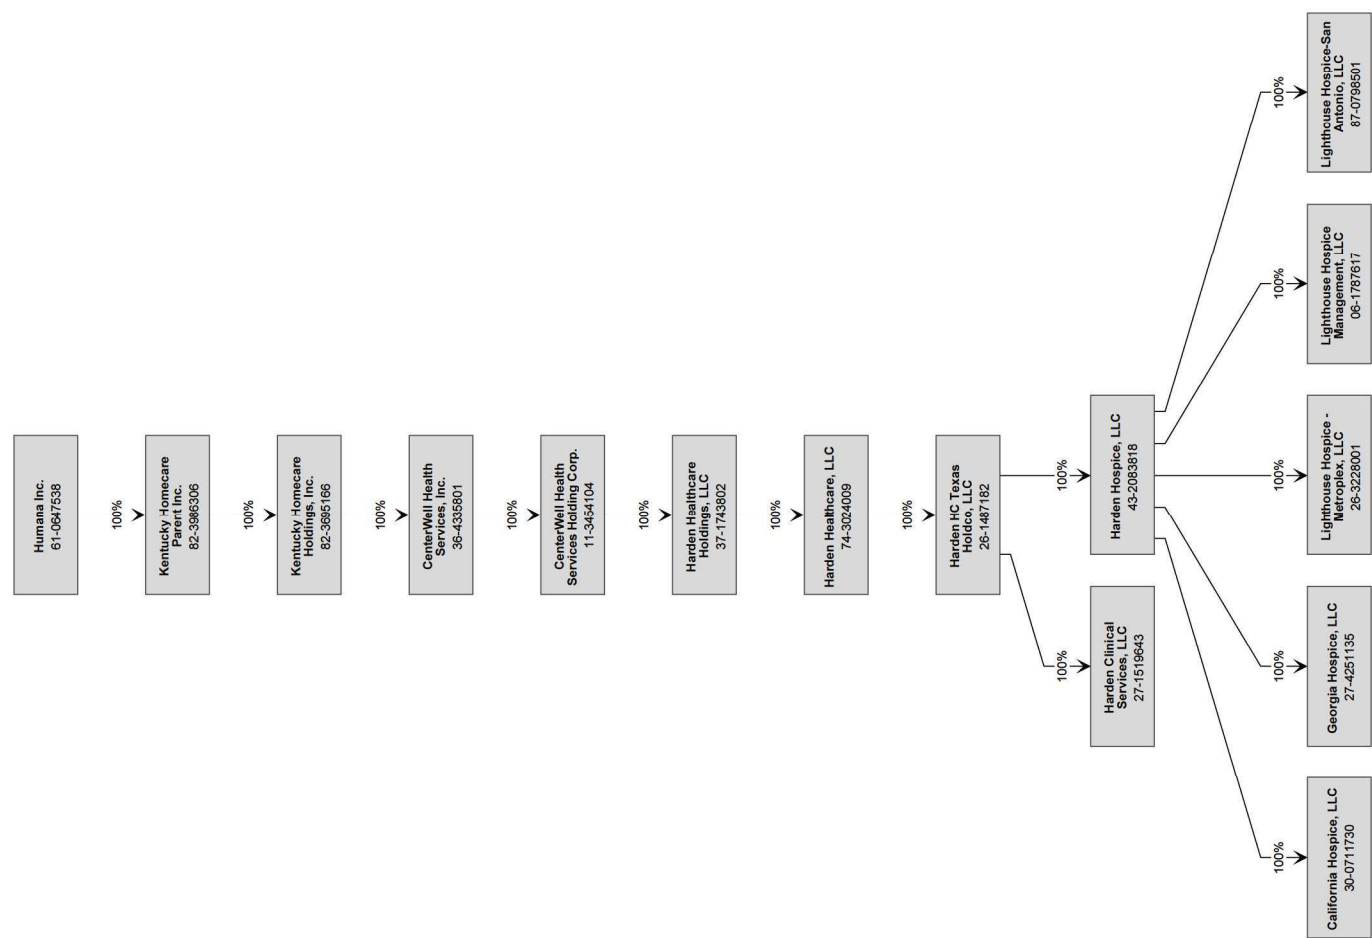 Humana Inc.
61-0647538
100%
Kentucky Homecare
Parent Inc.
82-3986306
100%
Kentucky Homecare
Holdings, Inc.
82-3695166
100%
CenterWell Health
Services, Inc.
36-4335801
100%
CenterWell Health
Services Holding Corp.
11-3454104
100%
Harden Healthcare
Holdings, LLC
37-1743802
100%
Harden Healthcare, LLC
74-3024009
100%
Harden HC Texas
Holdco, LLC
26-1487182
100%
100%
Harden Clinical
Services, LLC
27-1519643
Harden Hospice, LLC
43-2083818
100%
100%
100%
100%
100%
California Hospice, LLC
30-0711730
Georgia Hospice, LLC
27-4251135
Lighthouse Hospice -
Metroplex, LLC
26-3228001
Lighthouse Hospice
Management, LLC
06-1787617
Lighthouse Hospice-San
Antonio, LLC
87-0798501